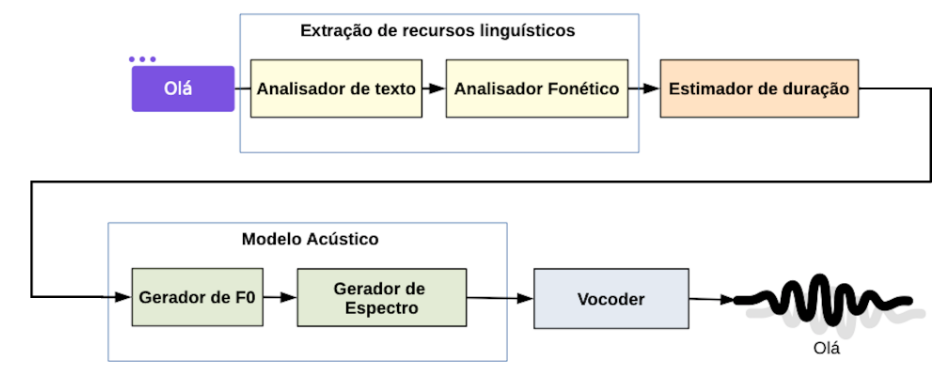 Extração de recursos linguísticos
Olá
Analisador de texto
Analisador Fonético
Estimador de duração
Modelo Acústico
Gerador de F0
Gerador de
Espectro
Vocoder
Olá